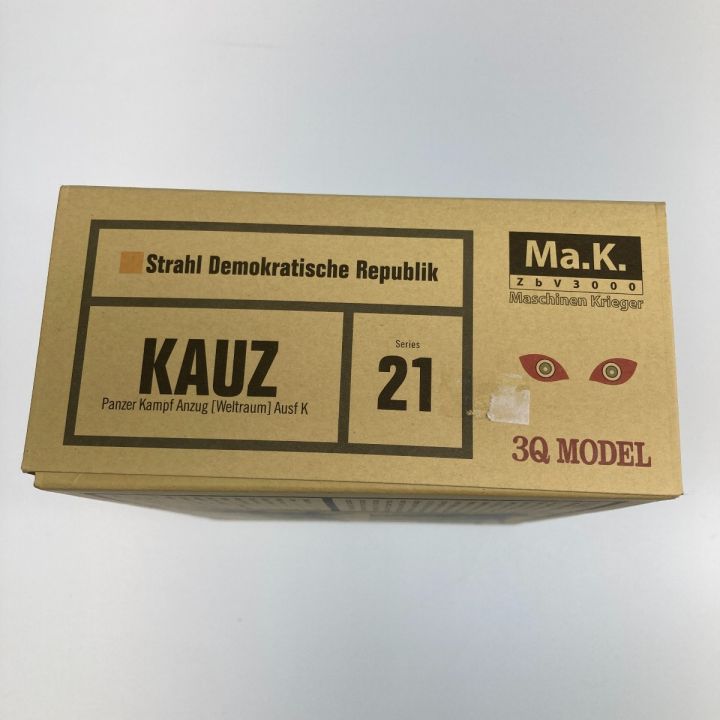 Strahl Demokratische Republik
KAUZ
Panzer Kampf Anzug [Weltraum] Ausf K
Series
21
Ma.K.
ZbV3000
Maschinen Krieger
3Q MODEL